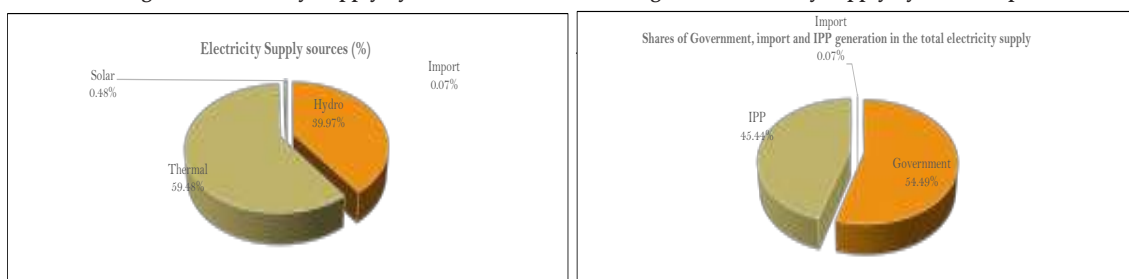 Electricity Supply sources (%)
Solar
0.48%
Import
0.07%
Hydro
39.97%
Thermal
59.48%
Import
Shares of Government, import and IPP generation in the total electricity supply
0.07%
IPP
45.44%
Government
54.49%